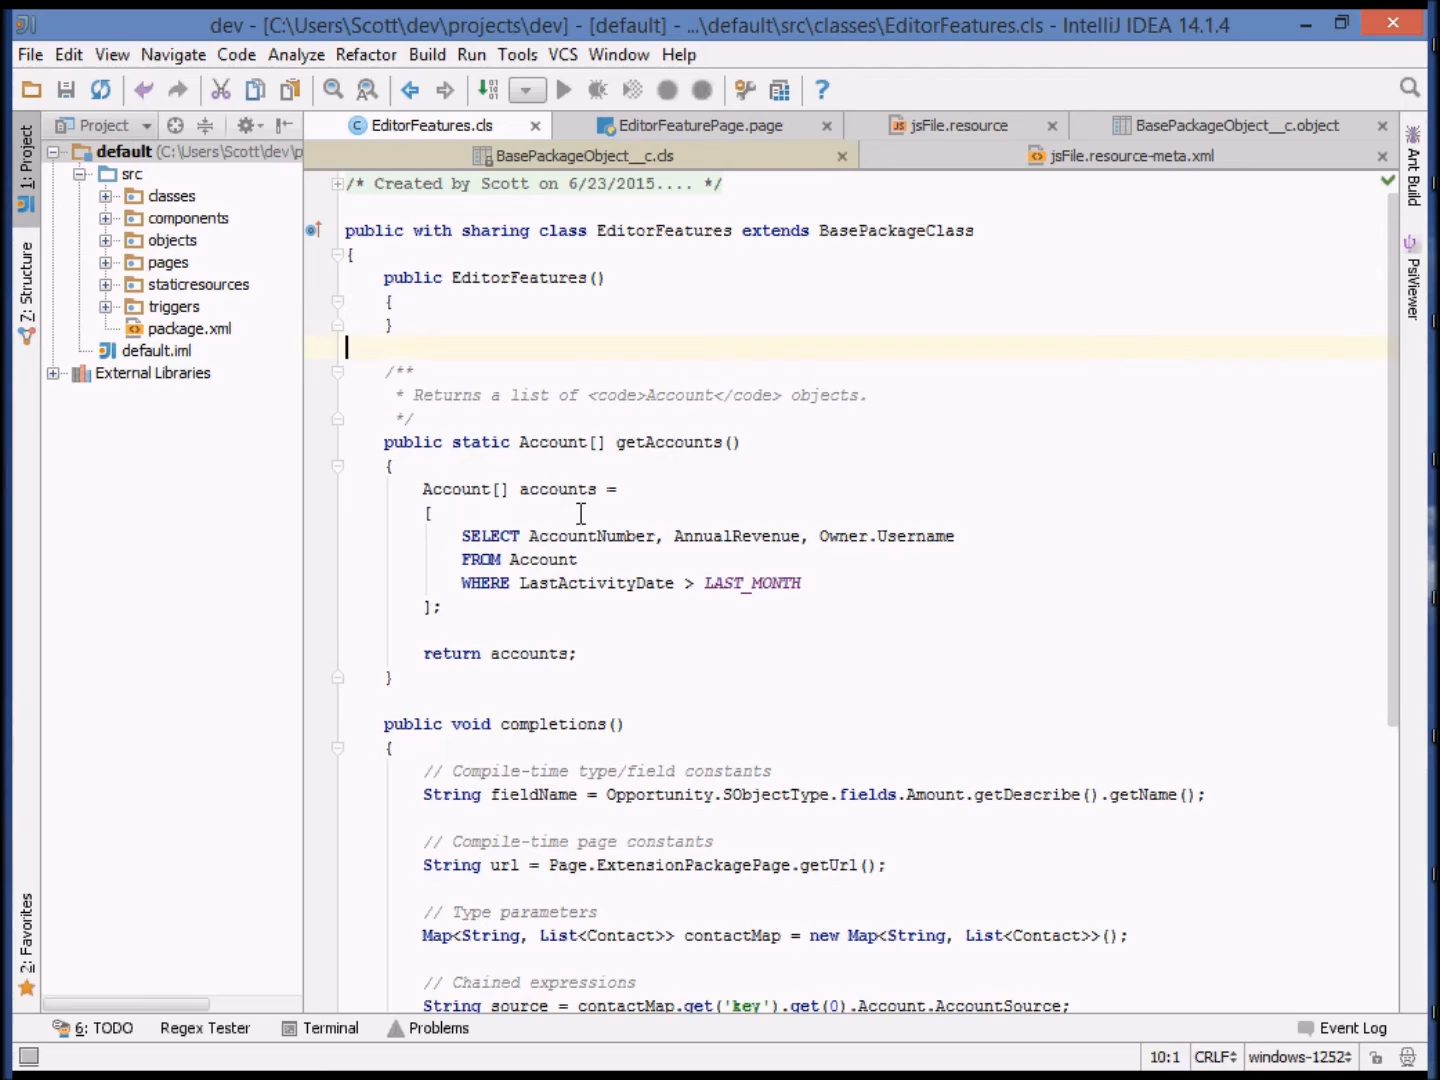 dev - [C:\Users\Scott\dev\projects\dev] - [default] - ...\default\src\classes\EditorFeatures.cls - IntelliJ IDEA 14.1.4
File Edit View Navigate Code Analyze Refactor Build Run Tools VCS Window Help
1: Project
Z: Structure
2: Favorites
Project
default (C:\Users\Scott\dev\p
src
classes
components
objects
pages
staticresources
triggers
package.xml
default.iml
External Libraries
EditorFeatures.cls EditorFeaturePage.page jsFile.resource BasePackageObject__c.object
BasePackageObject__c.cls jsFile.resource-meta.xml
/* Created by Scott on 6/23/2015.... */
public with sharing class EditorFeatures extends BasePackageClass
{
public EditorFeatures()
{
}
/**
* Returns a list of <code>Account</code> objects.
*/
public static Account[] getAccounts()
{
Account[] accounts =
[
SELECT AccountNumber, AnnualRevenue, Owner.Username
FROM Account
WHERE LastActivityDate > LAST_MONTH
];
return accounts;
}
public void completions()
{
// Compile-time type/field constants
String fieldName = Opportunity.SObjectType.fields.Amount.getDescribe().getName();
// Compile-time page constants
String url = Page.ExtensionPackagePage.getUrl();
// Type parameters
Map<String, List<Contact>> contactMap = new Map<String, List<Contact>>();
// Chained expressions
String source = contactMap.get('key').get(0).Account.AccountSource;
Ant Build
PsiViewer
6: TODO Regex Tester Terminal Problems Event Log
10:1 CRLF windows-1252